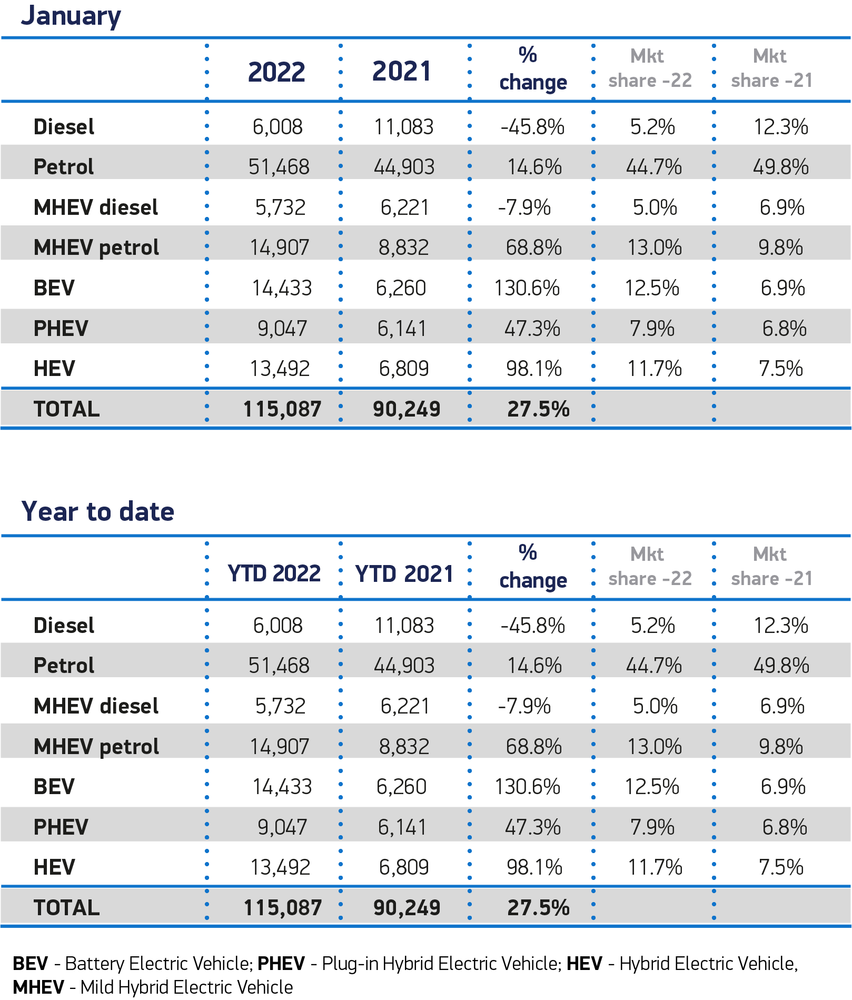 January
2022 2021 % change Mkt share -22 Mkt share -21
Diesel 6,008 11,083 -45.8% 5.2% 12.3%
Petrol 51,468 44,903 14.6% 44.7% 49.8%
MHEV diesel 5,732 6,221 -7.9% 5.0% 6.9%
MHEV petrol 14,907 8,832 68.8% 13.0% 9.8%
BEV 14,433 6,260 130.6% 12.5% 6.9%
PHEV 9,047 6,141 47.3% 7.9% 6.8%
HEV 13,492 6,809 98.1% 11.7% 7.5%
TOTAL 115,087 90,249 27.5%
Year to date
YTD 2022 YTD 2021 % change Mkt share -22 Mkt share -21
Diesel 6,008 11,083 -45.8% 5.2% 12.3%
Petrol 51,468 44,903 14.6% 44.7% 49.8%
MHEV diesel 5,732 6,221 -7.9% 5.0% 6.9%
MHEV petrol 14,907 8,832 68.8% 13.0% 9.8%
BEV 14,433 6,260 130.6% 12.5% 6.9%
PHEV 9,047 6,141 47.3% 7.9% 6.8%
HEV 13,492 6,809 98.1% 11.7% 7.5%
TOTAL 115,087 90,249 27.5%
BEV - Battery Electric Vehicle; PHEV - Plug-in Hybrid Electric Vehicle; HEV - Hybrid Electric Vehicle,
MHEV - Mild Hybrid Electric Vehicle